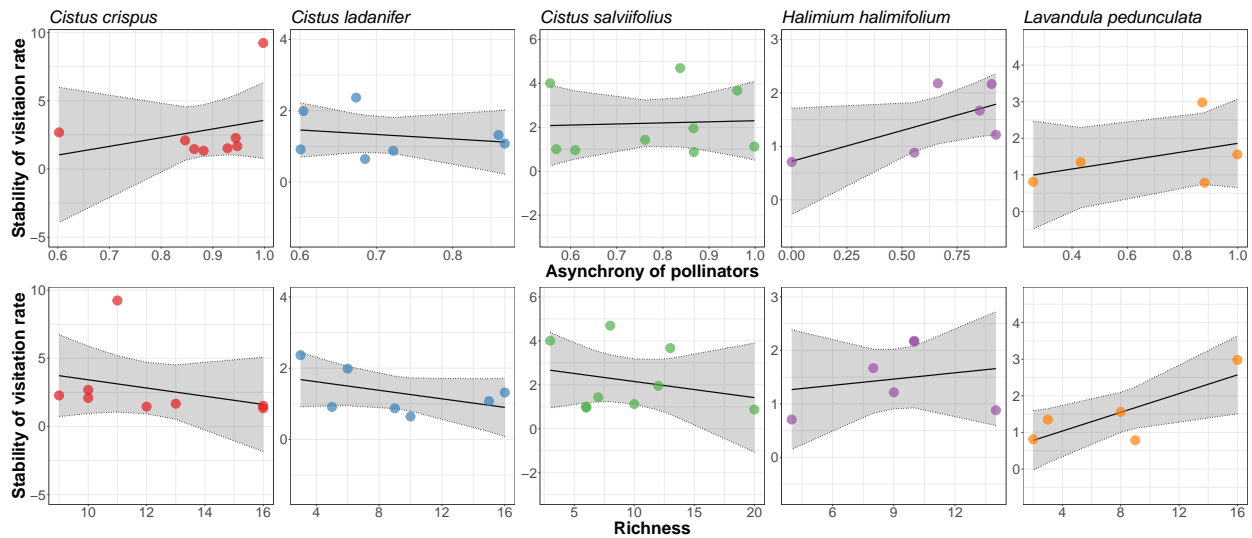 Cistus crispus Cistus ladanifer Cistus salviifolius Halimium halimifolium Lavandula pedunculata
Stability of visitaion rate
10
5
0
−5
0.6 0.7 0.8 0.9 1.0
4
2
0
0.6 0.7 0.8
6
4
2
0
−2
0.6 0.7 0.8 0.9 1.0
3
2
1
0
0.00 0.25 0.50 0.75
4
3
2
1
0
0.4 0.6 0.8 1.0
Asynchrony of pollinators
Stability of visitation rate
10
5
0
−5
10 12 14 16
4
2
0
4 8 12 16
6
4
2
0
−2
5 10 15 20
3
2
1
0
6 9 12
4
3
2
1
0
4 8 12 16
Richness